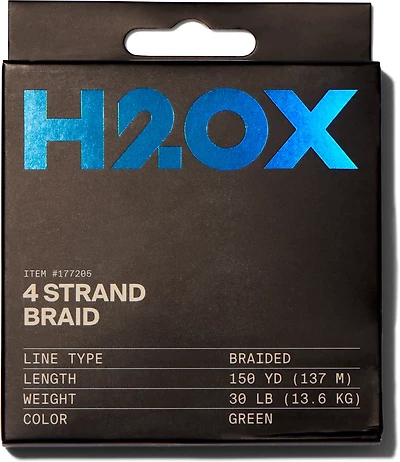 H2OX
ITEM #177205
4 STRAND
BRAID
LINE TYPE BRAIDED
LENGTH 150 YD (137 M)
WEIGHT 30 LB (13.6 KG)
COLOR GREEN